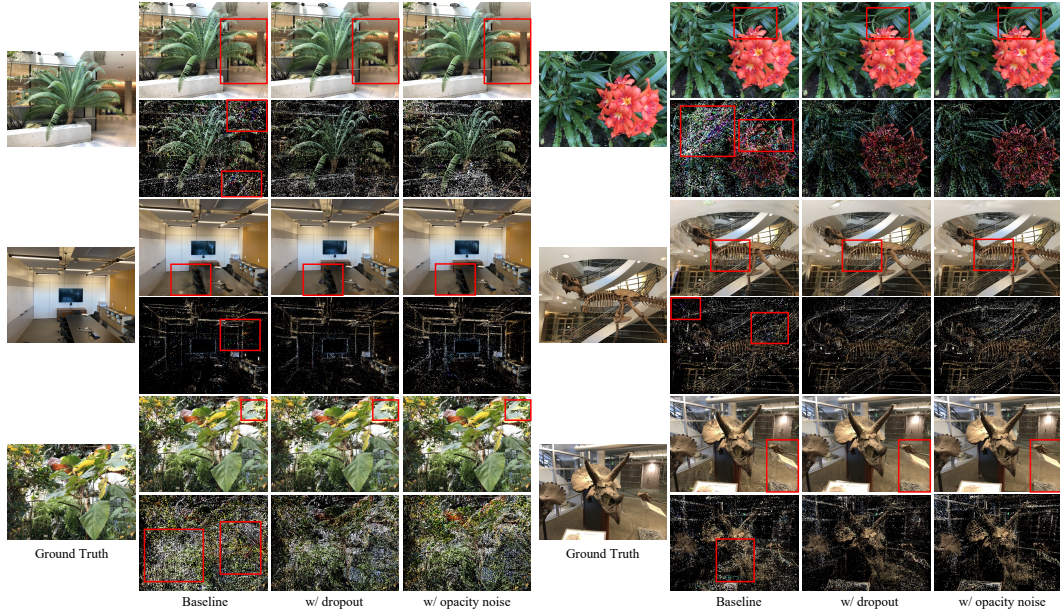 Ground Truth
Baseline
w/ dropout
w/ opacity noise
Ground Truth
Baseline
w/ dropout
w/ opacity noise